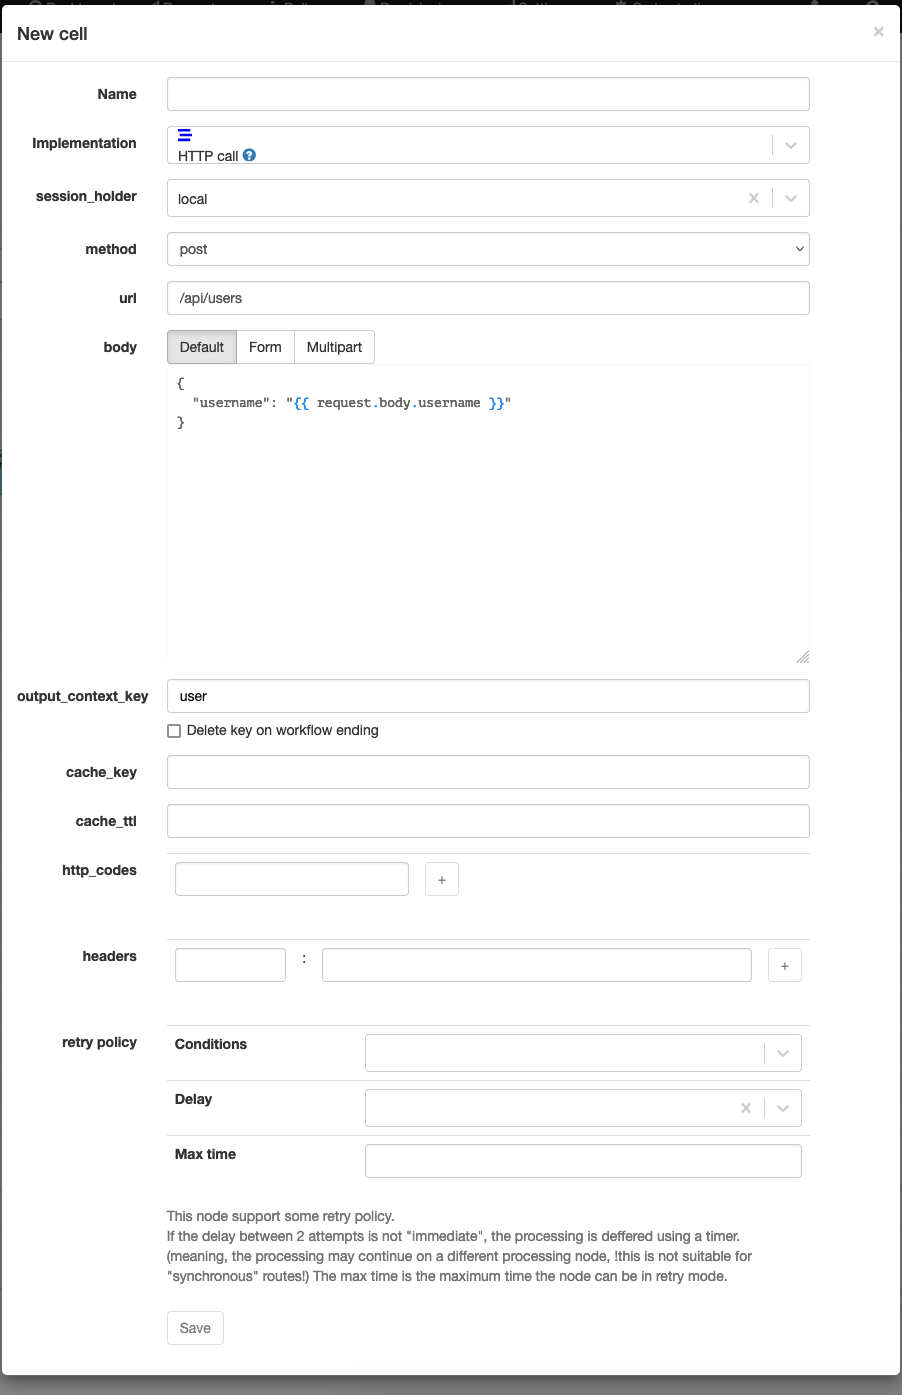 New cell ×
Name
Implementation
HTTP call ?
session_holder local
method post
url /api/users
body Default Form Multipart
{
"username": "{{ request.body.username }}"
}
output_context_key user
Delete key on workflow ending
cache_key
cache_ttl
http_codes +
headers : +
retry policy Conditions
Delay
Max time
This node support some retry policy.
If the delay between 2 attempts is not "immediate", the processing is deffered using a timer.
(meaning, the processing may continue on a different processing node, !this is not suitable for
"synchronous" routes!) The max time is the maximum time the node can be in retry mode.
Save